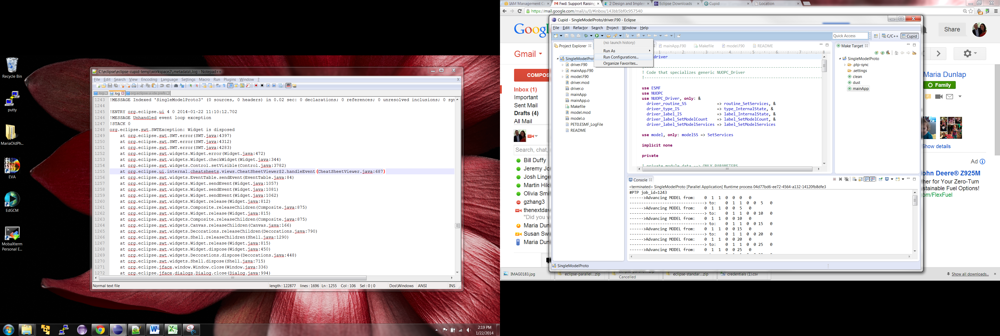 Recycle Bin
putty
MariaOldPh...
EVA
EdGCM
MobaXterm
Personal E...
C:\eclipse\eclipse-cupid-temp\workspace2\.metadata\.log - Notepad++
File Edit Search View Encoding Language Settings Macro Run Plugins Window ? X
.log .log org.eclipse.ui.ide.prefs
1243 !MESSAGE Indexed 'SingleModelProto3' (0 sources, 0 headers) in 0.02 sec: 0 declarations; 0 references; 0 unresolved inclusions; 0 syn
1244
1245 !ENTRY org.eclipse.ui 4 0 2014-01-22 11:10:12.702
1246 !MESSAGE Unhandled event loop exception
1247 !STACK 0
1248 org.eclipse.swt.SWTException: Widget is disposed
1249 at org.eclipse.swt.SWT.error(SWT.java:4397)
1250 at org.eclipse.swt.SWT.error(SWT.java:4312)
1251 at org.eclipse.swt.SWT.error(SWT.java:4283)
1252 at org.eclipse.swt.widgets.Widget.error(Widget.java:472)
1253 at org.eclipse.swt.widgets.Widget.checkWidget(Widget.java:344)
1254 at org.eclipse.swt.widgets.Control.setVisible(Control.java:3782)
1255 at org.eclipse.ui.internal.cheatsheets.views.CheatSheetViewer$2.handleEvent(CheatSheetViewer.java:687)
1256 at org.eclipse.swt.widgets.EventTable.sendEvent(EventTable.java:84)
1257 at org.eclipse.swt.widgets.Widget.sendEvent(Widget.java:1057)
1258 at org.eclipse.swt.widgets.Widget.sendEvent(Widget.java:1081)
1259 at org.eclipse.swt.widgets.Widget.sendEvent(Widget.java:1062)
1260 at org.eclipse.swt.widgets.Widget.release(Widget.java:812)
1261 at org.eclipse.swt.widgets.Composite.releaseChildren(Composite.java:875)
1262 at org.eclipse.swt.widgets.Widget.release(Widget.java:815)
1263 at org.eclipse.swt.widgets.Composite.releaseChildren(Composite.java:875)
1264 at org.eclipse.swt.widgets.Canvas.releaseChildren(Canvas.java:166)
1265 at org.eclipse.swt.widgets.Decorations.releaseChildren(Decorations.java:790)
1266 at org.eclipse.swt.widgets.Shell.releaseChildren(Shell.java:1290)
1267 at org.eclipse.swt.widgets.Widget.release(Widget.java:815)
1268 at org.eclipse.swt.widgets.Widget.dispose(Widget.java:450)
1269 at org.eclipse.swt.widgets.Decorations.dispose(Decorations.java:448)
1270 at org.eclipse.swt.widgets.Shell.dispose(Shell.java:715)
1271 at org.eclipse.jface.window.Window.close(Window.java:336)
1272 at org.eclipse.jface.dialogs.Dialog.close(Dialog.java:994)
Normal text file length : 122877 lines : 1696 Ln : 1255 Col : 106 Sel : 0 | 0 Dos\Windows ANSI INS
2:19 PM
1/22/2014
IAM Management C Fwd: Support Raising 2 Design and Implen Eclipse Downloads Cupid Location
https://mail.google.com/mail/u/0/#inbox/143bb5bf0c957540
Goog
Share
Gmail
COMPOS
Inbox (1)
Important
Sent Mail
Drafts (4)
All Mail
Search, chat,
Bill Duffy
Jeremy Jo
Josh Linge
Martin Hild
Olivia Smi
gzhang3
thenextda
"Did you v
Maria Dun
Susan Sw
Maria Dun
Cupid - SingleModelProto/driver.F90 - Eclipse
File Edit Refactor Search Project Window Help
Quick Access C/C++ Cupid
(no launch history)
Run As
Run Configurations...
Organize Favorites...
Project Explorer
SingleModelProt
driver.F90
mainApp.F90
model.F90
driver.mod
driver.o
mainApp
mainApp.o
Makefile
model.mod
model.o
PET0.ESMF_LogFile
README
mainApp.F90 Makefile model.F90 README
1 2 3 4 5 6 7 8
driver
! Code that specializes generic NUOPC_Driver
!-----------------------------------------------------------------------------
use ESMF
use NUOPC
use NUOPC_Driver, only: &
driver_routine_SS => routine_SetServices, &
driver_type_IS => type_InternalState, &
driver_label_IS => label_InternalState, &
driver_label_SetModelCount => label_SetModelCount, &
driver_label_SetModelServices => label_SetModelServices
use model, only: modelSS => SetServices
implicit none
private
! private module data --> ONLY PARAMETERS
Make Target
SingleModelProto
.ptp-sync
.settings
clean
dust
mainApp
Console
<terminated> SingleModelProto [Parallel Application] Runtime process 04d77bd6-ee72-4564-a132-14120fb8dfe3
#PTP job_id=1243
------>Advancing MODEL from: 0 1 1 0 0 0 0
------------------------------> to: 0 1 1 0 0 5 0
------>Advancing MODEL from: 0 1 1 0 0 5 0
------------------------------> to: 0 1 1 0 0 10 0
------>Advancing MODEL from: 0 1 1 0 0 10 0
------------------------------> to: 0 1 1 0 0 15 0
------>Advancing MODEL from: 0 1 1 0 0 15 0
------------------------------> to: 0 1 1 0 0 20 0
------>Advancing MODEL from: 0 1 1 0 0 20 0
------------------------------> to: 0 1 1 0 0 25 0
------>Advancing MODEL from: 0 1 1 0 0 25 0
SingleModelProto
Maria Dunlap
Family
Show details
Ad
ohn Deere® Z925M
her for Your Zero-Turn
stainable Fuel Options!
om/FlexFuel
IMAG0183.jpg eclipse-parallel....zip Cancelled eclipse-standar....zip credentials (1).csv Show all downloads...